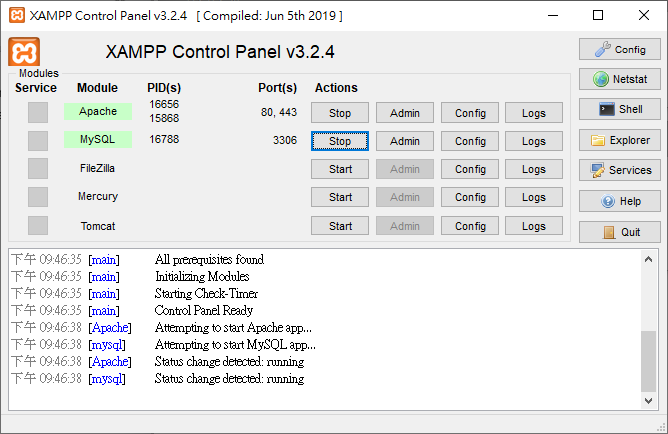 XAMPP Control Panel v3.2.4 [ Compiled: Jun 5th 2019 ]
XAMPP Control Panel v3.2.4
Config
Modules
Service Module PID(s) Port(s) Actions
Netstat
Apache 16656 15868 80, 443 Stop Admin Config Logs
Shell
MySQL 16788 3306 Stop Admin Config Logs
Explorer
FileZilla Start Admin Config Logs
Services
Mercury Start Admin Config Logs
Help
Tomcat Start Admin Config Logs
Quit
下午 09:46:35 [main] All prerequisites found
下午 09:46:35 [main] Initializing Modules
下午 09:46:35 [main] Starting Check-Timer
下午 09:46:35 [main] Control Panel Ready
下午 09:46:38 [Apache] Attempting to start Apache app...
下午 09:46:38 [mysql] Attempting to start MySQL app...
下午 09:46:38 [Apache] Status change detected: running
下午 09:46:38 [mysql] Status change detected: running